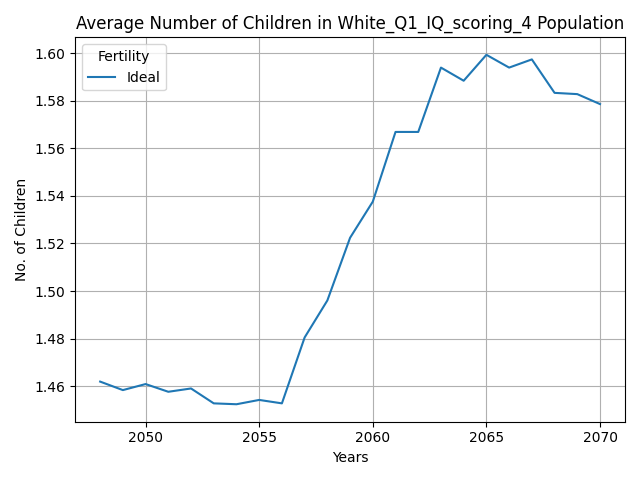 Average Number of Children in White_Q1_IQ_scoring_4 Population
Fertility
Ideal
No. of Children
1.60
1.58
1.56
1.54
1.52
1.50
1.48
1.46
2050
2055
2060
2065
2070
Years